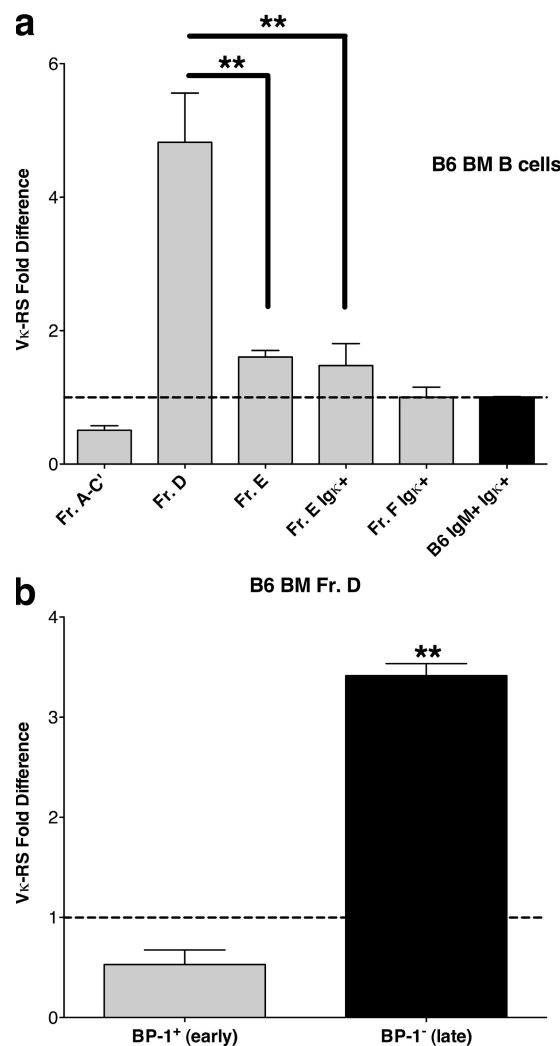 a
**
**
B6 BM B cells
Vκ-RS Fold Difference
6
4
2
0
Fr. A-C'
Fr. D
Fr. E
Fr. E Igκ+
Fr. F Igκ+
B6 IgM+ Igκ+
b
B6 BM Fr. D
**
Vκ-RS Fold Difference
4
3
2
1
0
BP-1⁺ (early)
BP-1⁻ (late)